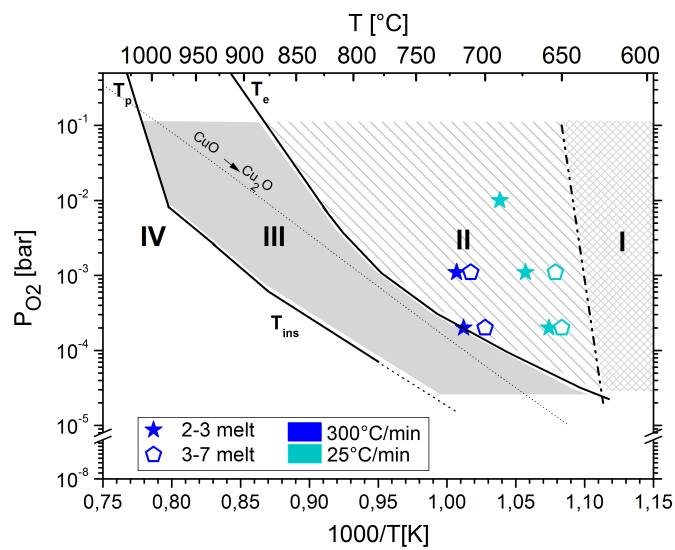 T [°C]
1000 950 900 850 800 750 700 650 600
T_p
T_e
10^-1
CuO
Cu_2O
10^-2
IV III II I
P_O2 [bar]
10^-3
T_ins
10^-4
10^-5
2-3 melt 300°C/min
3-7 melt 25°C/min
10^-8
0,75 0,80 0,85 0,90 0,95 1,00 1,05 1,10 1,15
1000/T[K]